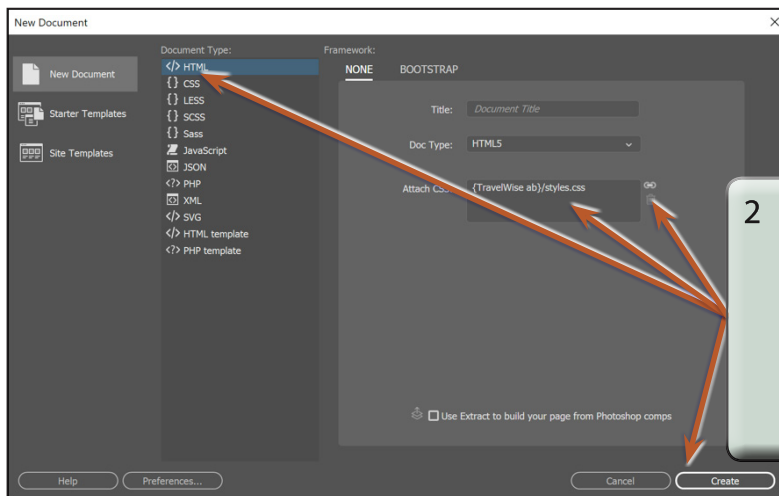 New Document
New Document
Starter Templates
Site Templates
Document Type:
</> HTML
{ } CSS
{ } LESS
{ } SCSS
{ } Sass
JavaScript
JSON
<?> PHP
XML
</> SVG
</> HTML template
<?> PHP template
Framework:
NONE BOOTSTRAP
Title: Document Title
Doc Type: HTML5
Attach CSS {TravelWise ab}/styles.css
Use Extract to build your page from Photoshop comps
Help Preferences... Cancel Create
2